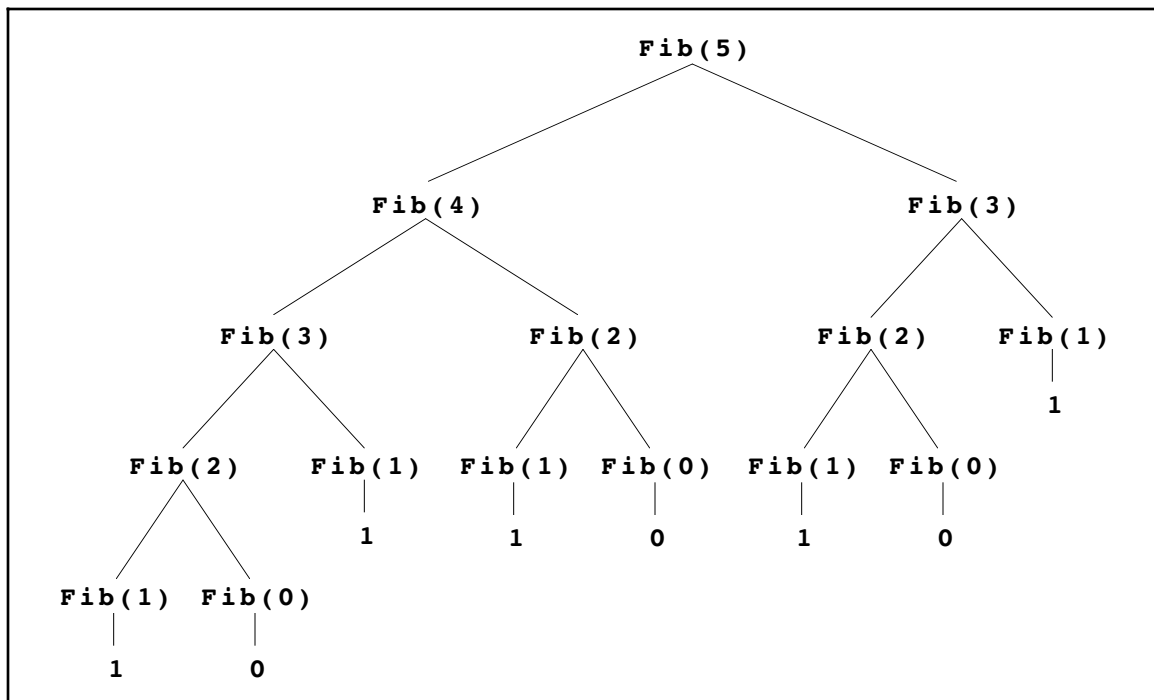 Fib(5)
Fib(4) Fib(3)
Fib(3) Fib(2) Fib(2) Fib(1)
1
Fib(2) Fib(1) Fib(1) Fib(0) Fib(1) Fib(0)
1 1 0 1 0
Fib(1) Fib(0)
1 0